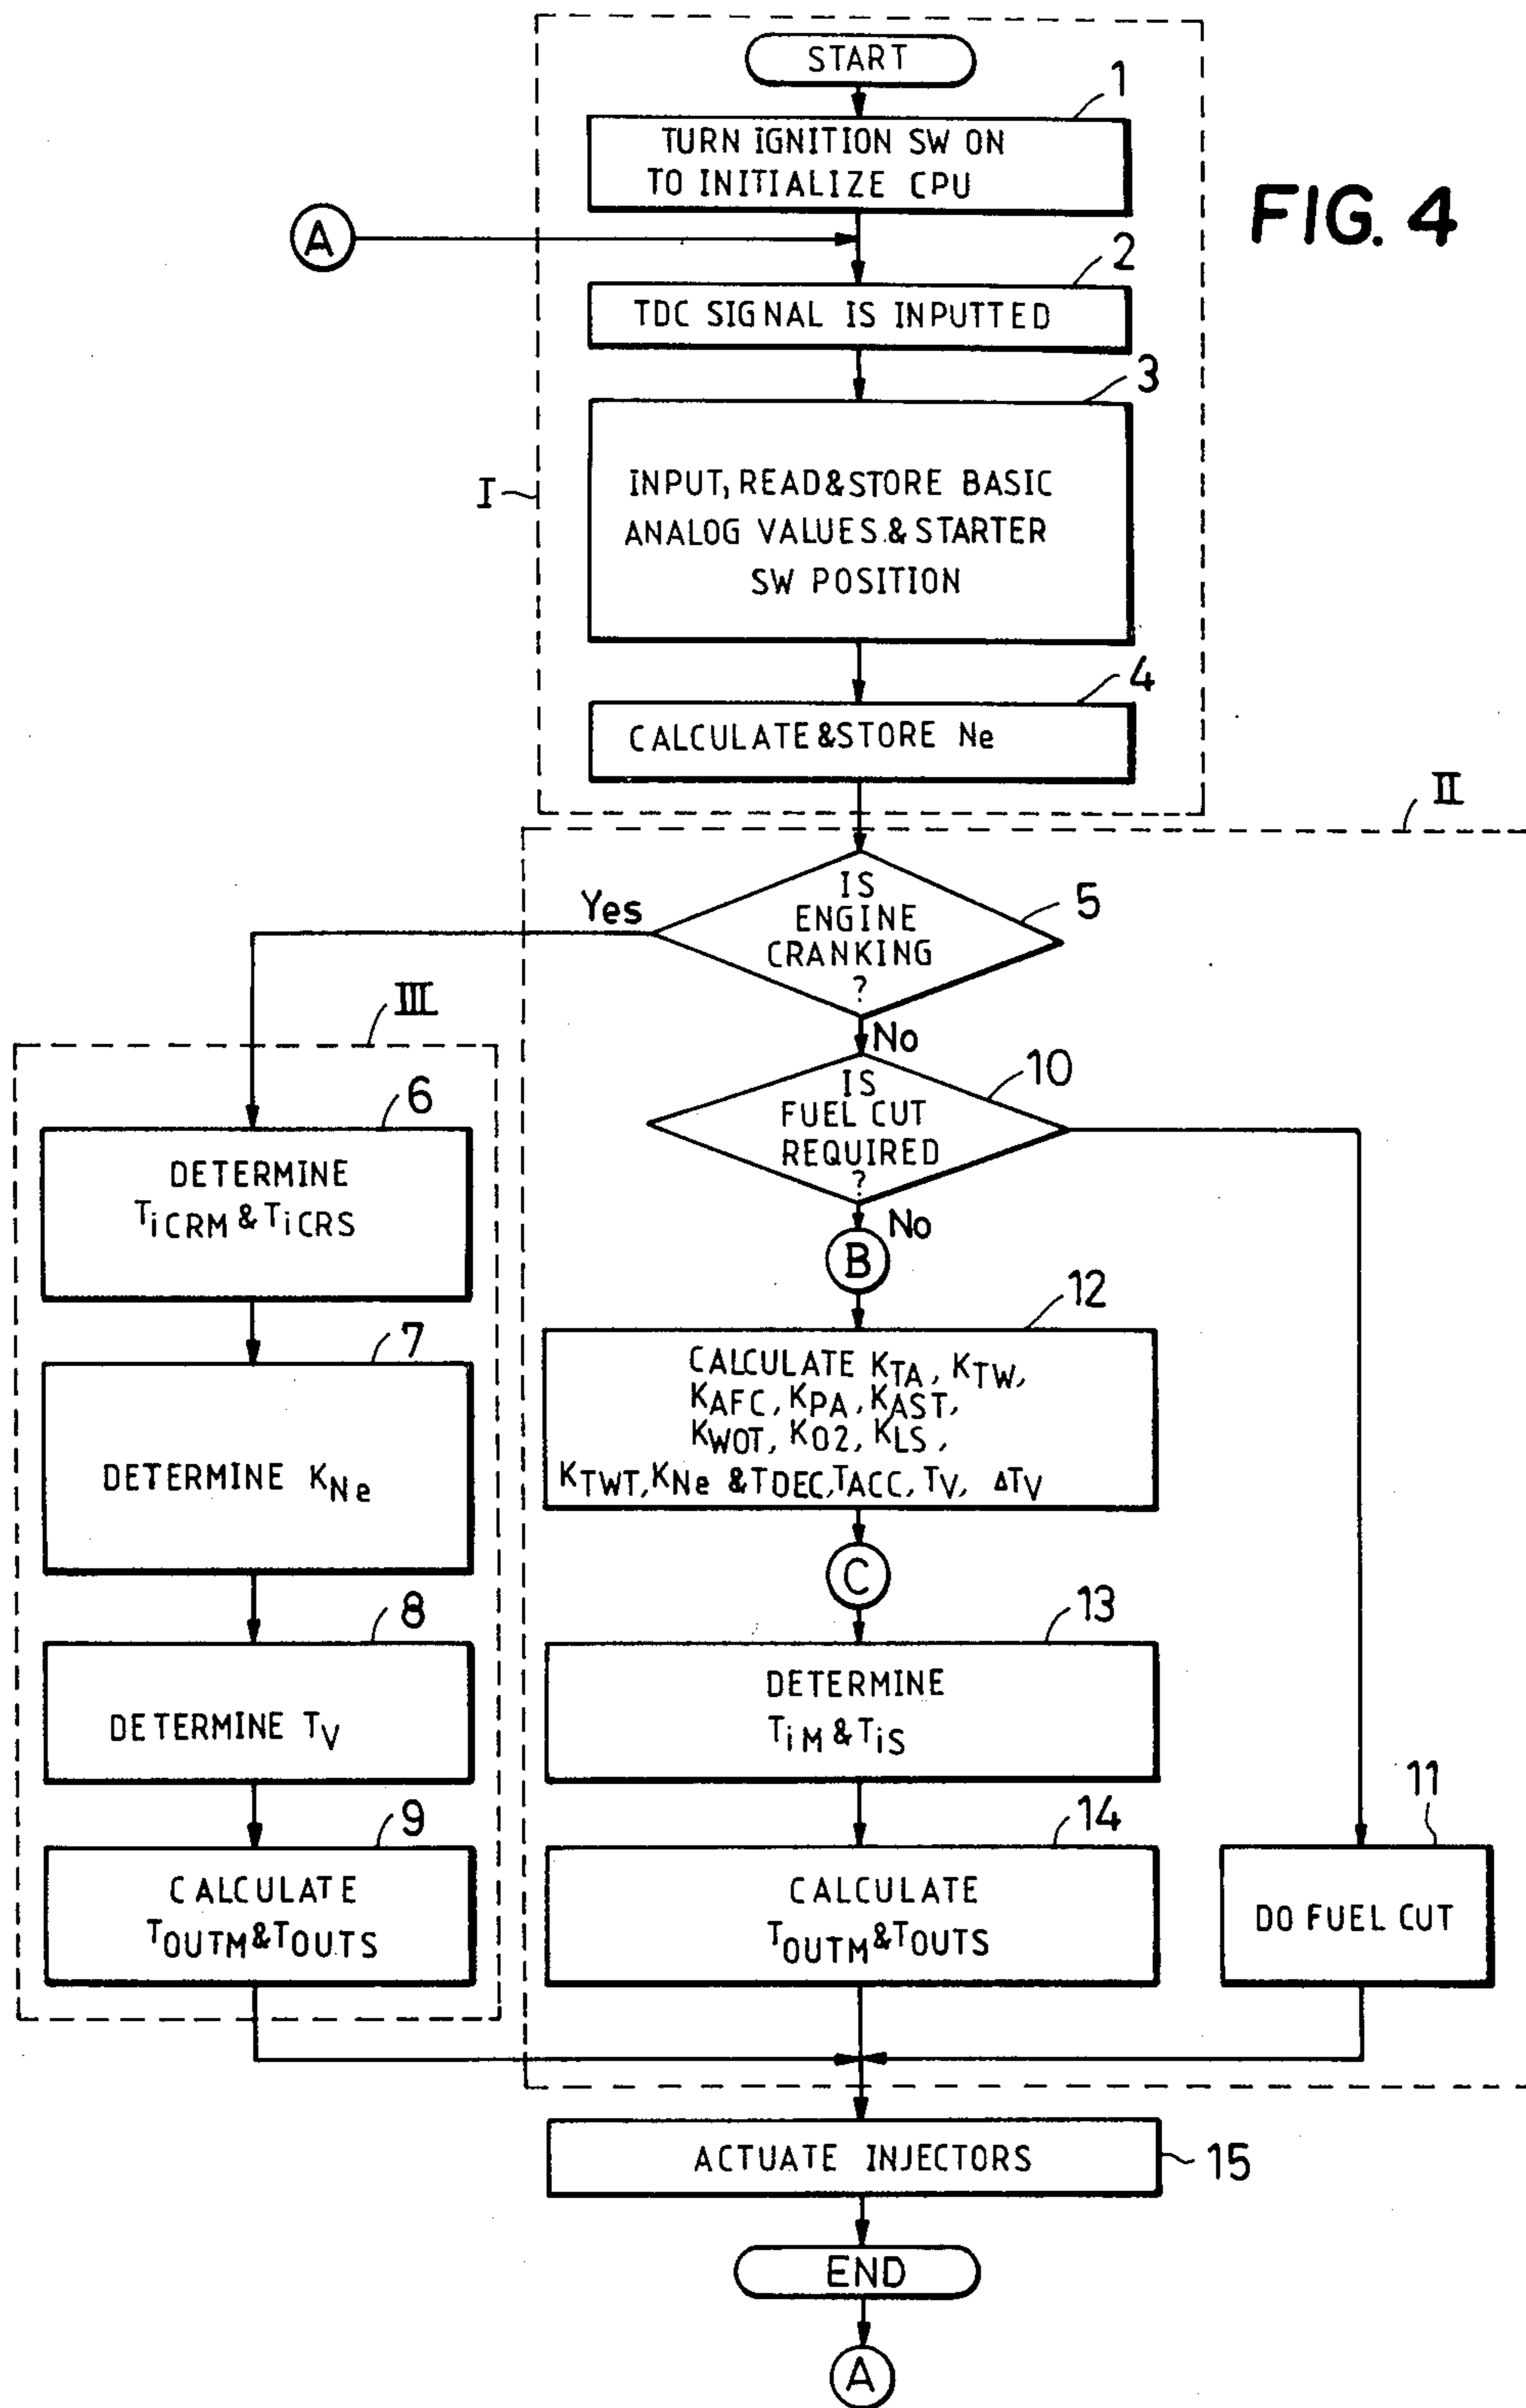 START
1
TURN IGNITION SW ON
TO INITIALIZE CPU
FIG. 4
A
2
TDC SIGNAL IS INPUTTED
3
I
INPUT, READ&STORE BASIC
ANALOG VALUES & STARTER
SW POSITION
4
CALCULATE&STORE Ne
II
5
IS
ENGINE
CRANKING
?
Yes
No
III
10
IS
FUEL CUT
REQUIRED
?
No
6
DETERMINE
TiCRM & TiCRS
B
12
CALCULATE KTA, KTW,
KAFC, KPA, KAST,
KWOT, KO2, KLS,
KTWT, KNe & TDEC, TACC, TV, ΔTV
7
DETERMINE KNe
C
8
DETERMINE TV
13
DETERMINE
TiM & TiS
9
CALCULATE
TOUTM&TOUTS
14
CALCULATE
TOUTM&TOUTS
11
DO FUEL CUT
ACTUATE INJECTORS
15
END
A